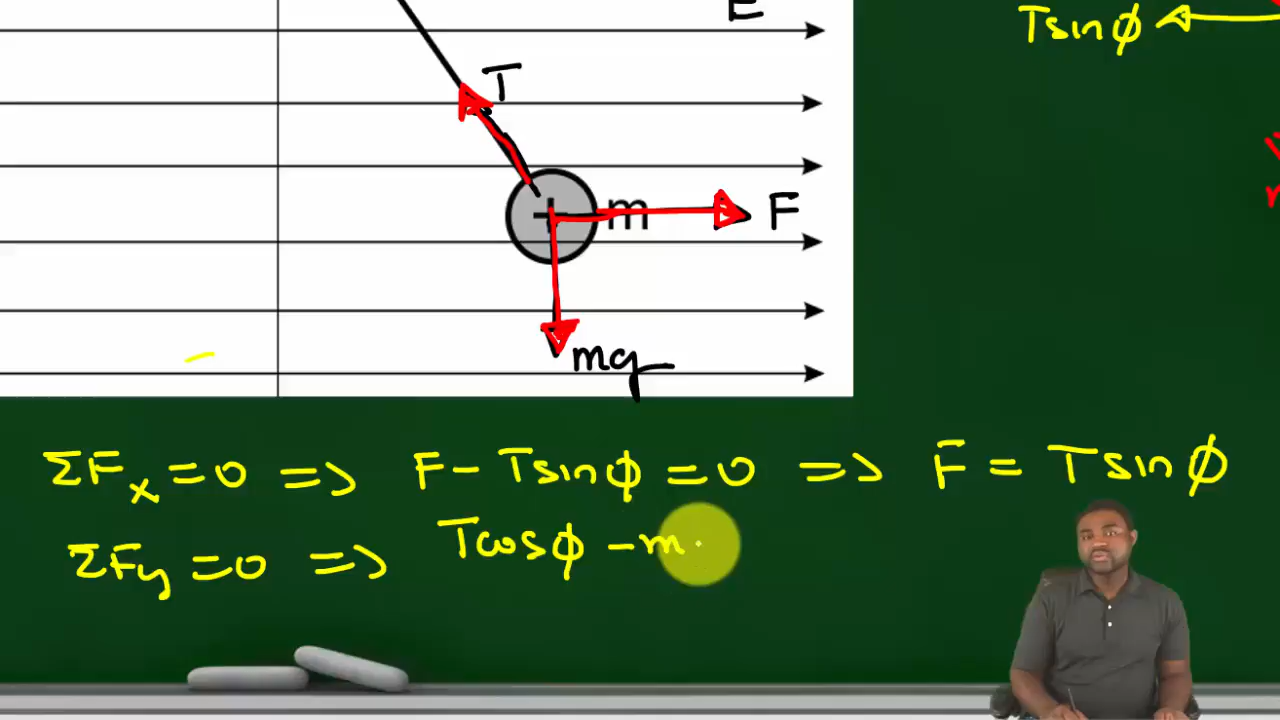 E
Tsinϕ
T
+
m
F
mg
ΣFx = 0 => F - Tsinϕ = 0 => F = Tsinϕ
ΣFy = 0 => Tcosϕ - m